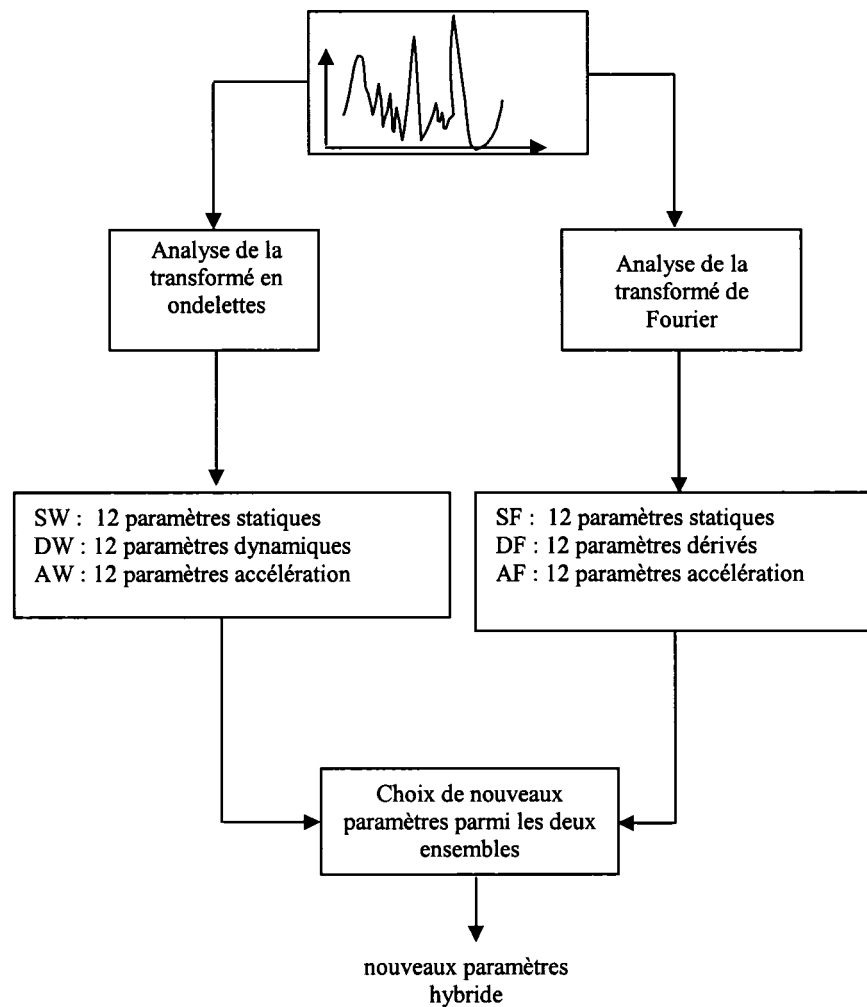 Analyse de la
transformé en
ondelettes
Analyse de la
transformé de
Fourier
SW : 12 paramètres statiques
DW : 12 paramètres dynamiques
AW : 12 paramètres accélération
SF : 12 paramètres statiques
DF : 12 paramètres dérivés
AF : 12 paramètres accélération
Choix de nouveaux
paramètres parmi les deux
ensembles
nouveaux paramètres
hybride